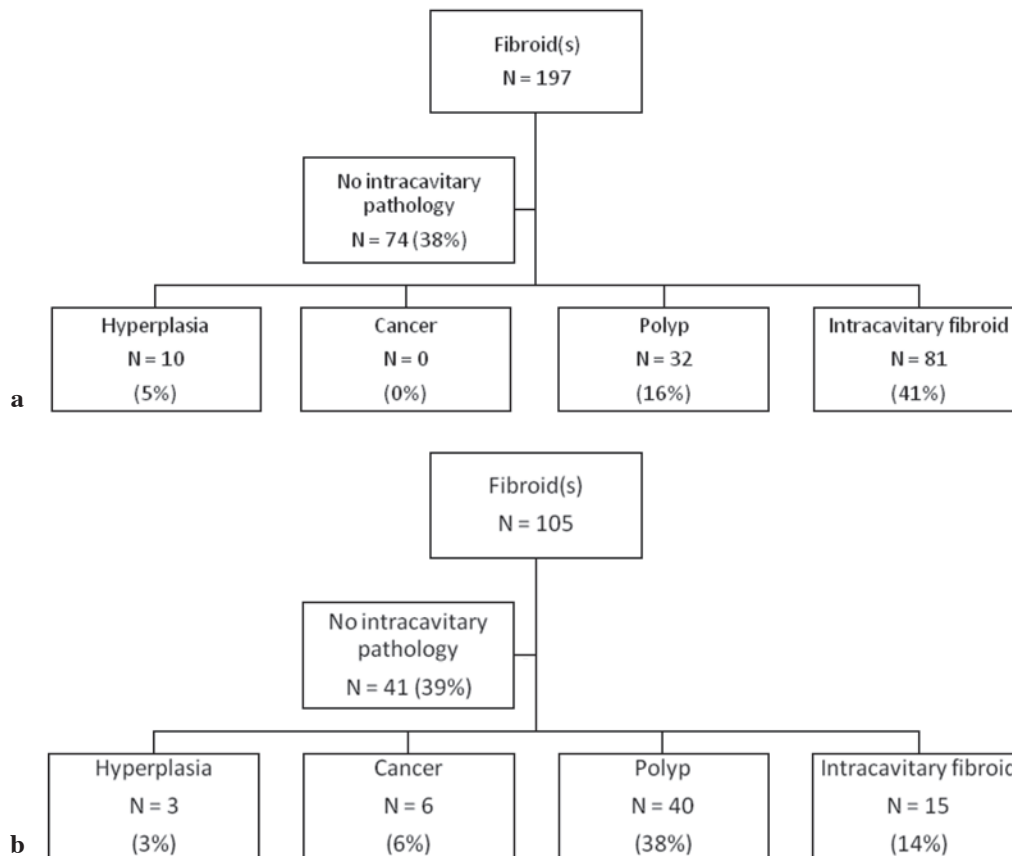 Fibroid(s)
N = 197
No intracavitary
pathology
N = 74 (38%)
Hyperplasia
N = 10
(5%)
Cancer
N = 0
(0%)
Polyp
N = 32
(16%)
Intracavitary fibroid
N = 81
(41%)
a
Fibroid(s)
N = 105
No intracavitary
pathology
N = 41 (39%)
Hyperplasia
N = 3
(3%)
Cancer
N = 6
(6%)
Polyp
N = 40
(38%)
Intracavitary fibroid
N = 15
(14%)
b